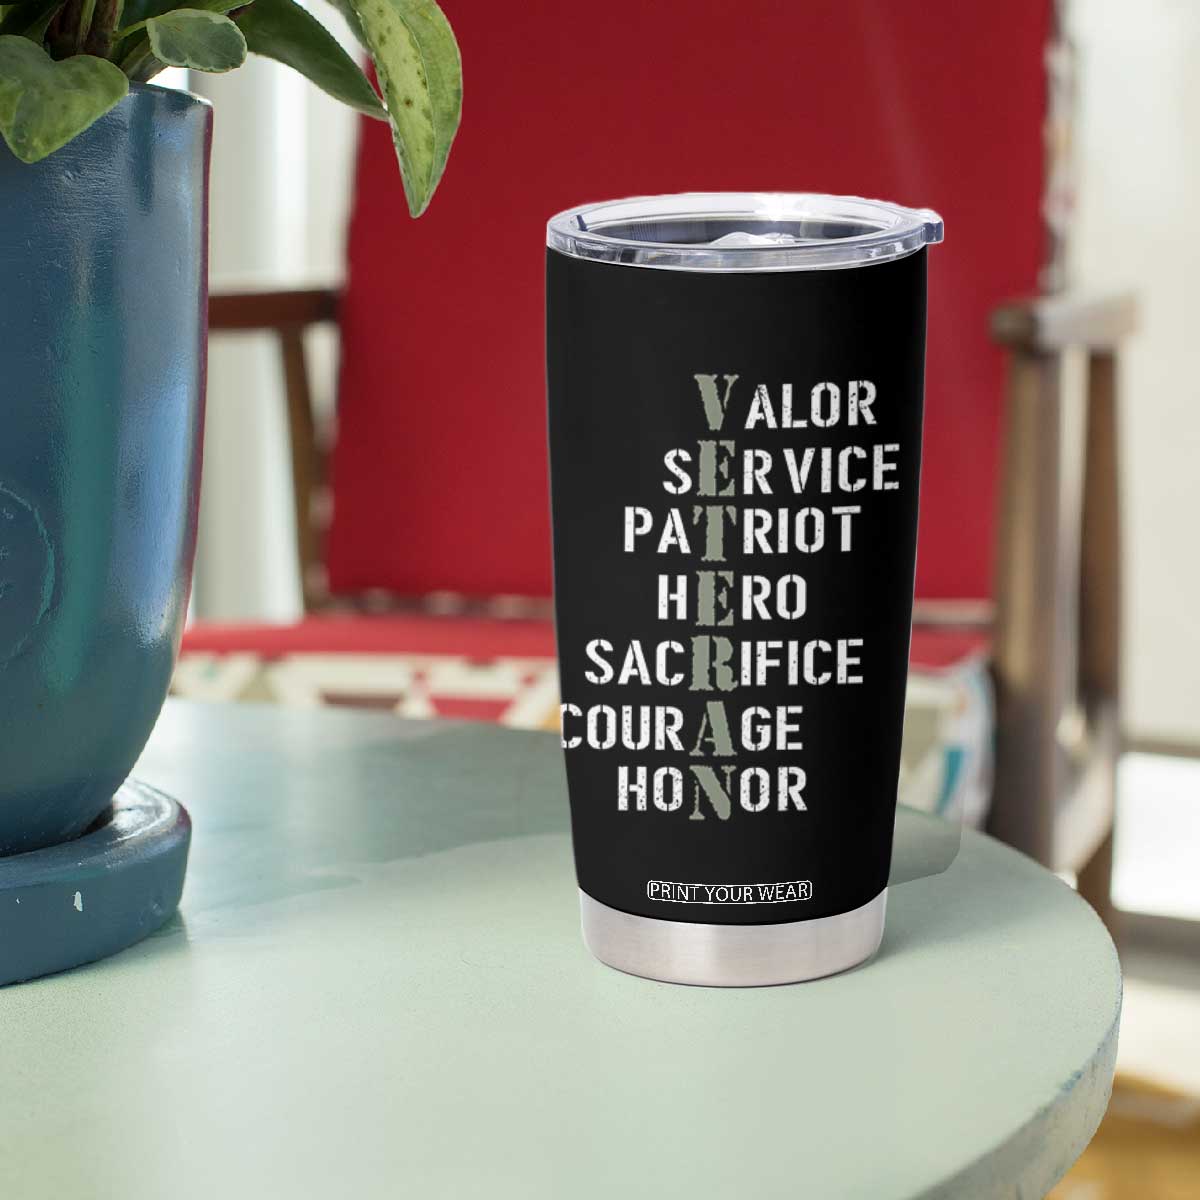 VALOR
SERVICE
PATRIOT
HERO
SACRIFICE
COURAGE
HONOR
PRINT YOUR WEAR